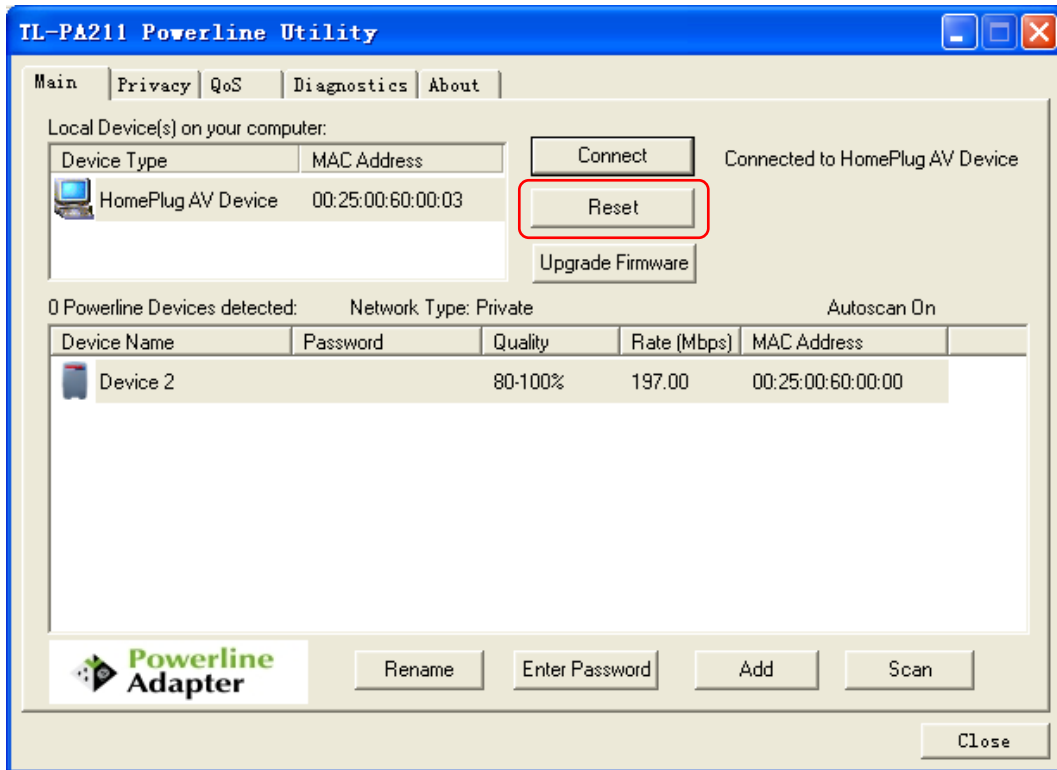 TL-PA211 Powerline Utility
Main Privacy QoS Diagnostics About
Local Device(s) on your computer:
Device Type MAC Address
HomePlug AV Device 00:25:00:60:00:03
Connect
Connected to HomePlug AV Device
Reset
Upgrade Firmware
0 Powerline Devices detected: Network Type: Private Autoscan On
Device Name Password Quality Rate (Mbps) MAC Address
Device 2 80-100% 197.00 00:25:00:60:00:00
Powerline
Adapter
Rename Enter Password Add Scan
Close